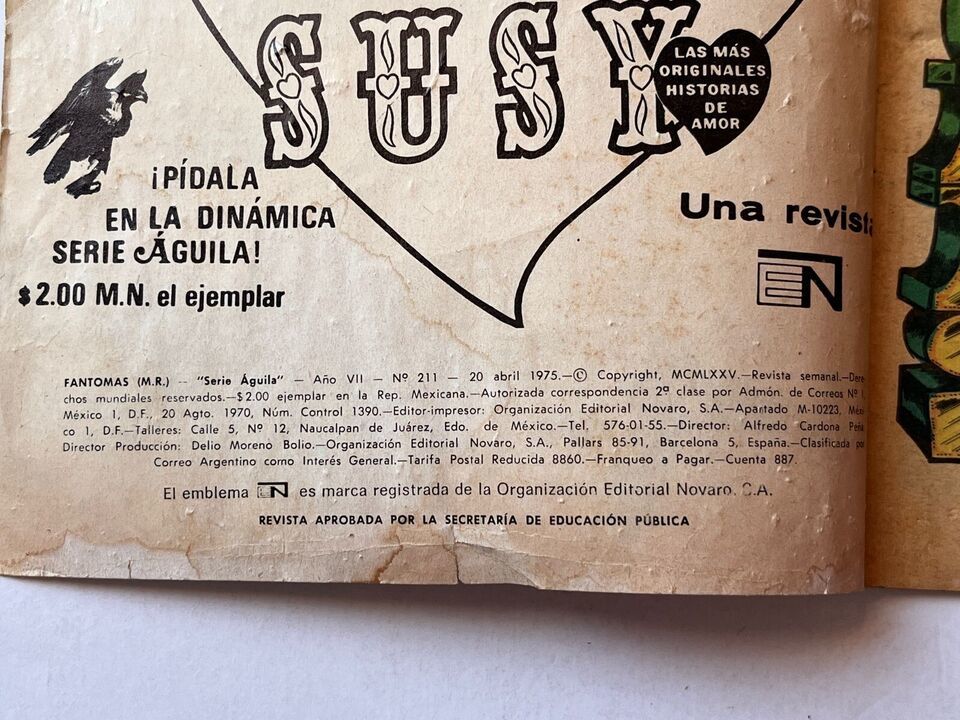 SUSY
LAS MÁS
ORIGINALES
HISTORIAS
DE
AMOR
¡PÍDALA
EN LA DINÁMICA
SERIE ÁGUILA!
$2.00 M.N. el ejemplar
Una revista
EN
FANTOMAS (M.R.) -- "Serie Águila" — Año VII — Nº 211 — 20 abril 1975.—© Copyright, MCMLXXV.—Revista semanal.—Dere-
chos mundiales reservados.—$2.00 ejemplar en la Rep. Mexicana.—Autorizada correspondencia 2ª clase por Admón. de Correos Nº 1,
México 1, D.F., 20 Agto. 1970, Núm. Control 1390.—Editor-impresor: Organización Editorial Novaro, S.A.—Apartado M-10223, Méxi-
co 1, D.F.—Talleres: Calle 5, Nº 12, Naucalpan de Juárez, Edo. de México.—Tel. 576-01-55.—Director: Alfredo Cardona Peña
Director Producción: Delio Moreno Bolio.—Organización Editorial Novaro, S.A., Pallars 85-91, Barcelona 5, España.—Clasificada por
Correo Argentino como Interés General.—Tarifa Postal Reducida 8860.—Franqueo a Pagar.—Cuenta 887.
El emblema EN es marca registrada de la Organización Editorial Novaro, S.A.
REVISTA APROBADA POR LA SECRETARÍA DE EDUCACIÓN PÚBLICA